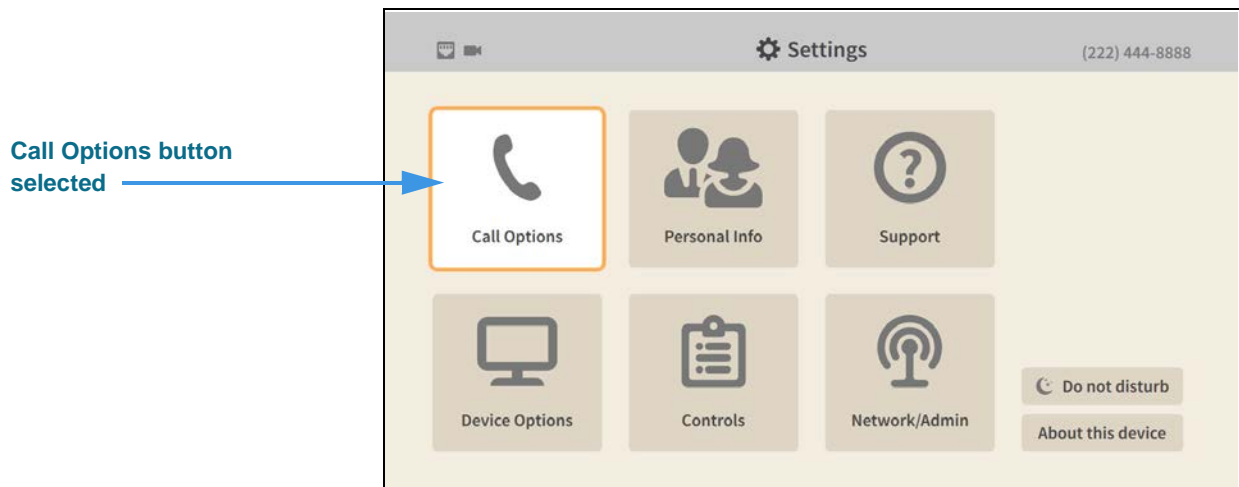 Settings
(222) 444-8888
Call Options button
selected
Call Options
Personal Info
Support
Device Options
Controls
Network/Admin
Do not disturb
About this device